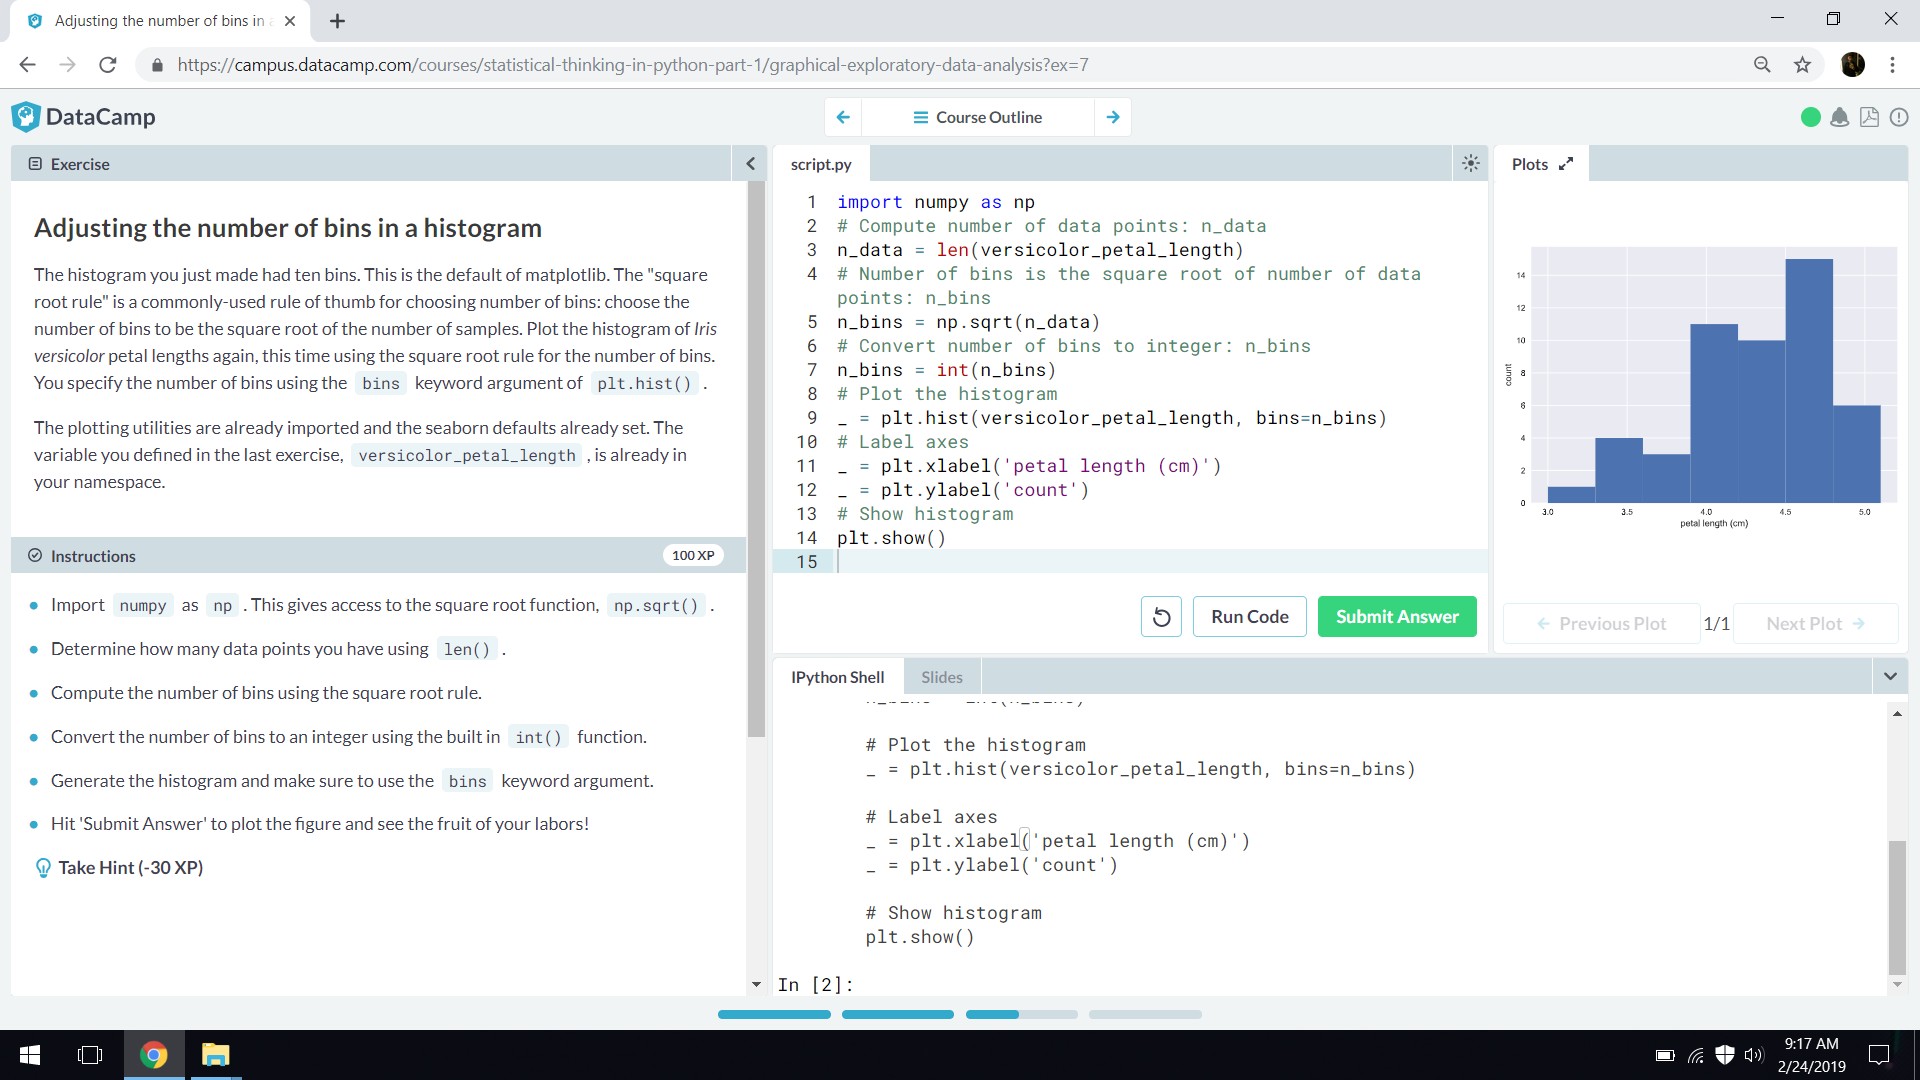 Adjusting the number of bins in a
https://campus.datacamp.com/courses/statistical-thinking-in-python-part-1/graphical-exploratory-data-analysis?ex=7
DataCamp
Course Outline
Exercise
Adjusting the number of bins in a histogram
The histogram you just made had ten bins. This is the default of matplotlib. The "square
root rule" is a commonly-used rule of thumb for choosing number of bins: choose the
number of bins to be the square root of the number of samples. Plot the histogram of Iris
versicolor petal lengths again, this time using the square root rule for the number of bins.
You specify the number of bins using the bins keyword argument of plt.hist() .
The plotting utilities are already imported and the seaborn defaults already set. The
variable you defined in the last exercise, versicolor_petal_length , is already in
your namespace.
Instructions
100 XP
Import numpy as np . This gives access to the square root function, np.sqrt() .
Determine how many data points you have using len() .
Compute the number of bins using the square root rule.
Convert the number of bins to an integer using the built in int() function.
Generate the histogram and make sure to use the bins keyword argument.
Hit 'Submit Answer' to plot the figure and see the fruit of your labors!
Take Hint (-30 XP)
script.py
1 import numpy as np
2 # Compute number of data points: n_data
3 n_data = len(versicolor_petal_length)
4 # Number of bins is the square root of number of data
points: n_bins
5 n_bins = np.sqrt(n_data)
6 # Convert number of bins to integer: n_bins
7 n_bins = int(n_bins)
8 # Plot the histogram
9 _ = plt.hist(versicolor_petal_length, bins=n_bins)
10 # Label axes
11 _ = plt.xlabel('petal length (cm)')
12 _ = plt.ylabel('count')
13 # Show histogram
14 plt.show()
15
Run Code
Submit Answer
Plots
14
12
10
8
6
4
2
0
count
3.0 3.5 4.0 4.5 5.0
petal length (cm)
Previous Plot
1/1
Next Plot
IPython Shell
Slides
n_bins = int(n_bins)
# Plot the histogram
_ = plt.hist(versicolor_petal_length, bins=n_bins)
# Label axes
_ = plt.xlabel('petal length (cm)')
_ = plt.ylabel('count')
# Show histogram
plt.show()
In [2]:
9:17 AM
2/24/2019